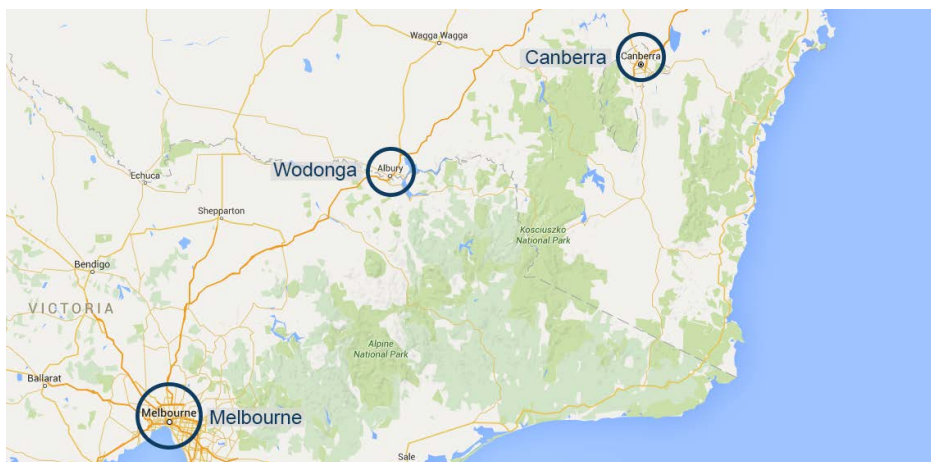 Wagga Wagga
Canberra
Canberra
Wodonga
Albury
Echuca
Shepparton
Kosciuszko
National Park
Bendigo
VICTORIA
Alpine
National Park
Ballarat
Melbourne
Melbourne
Sale